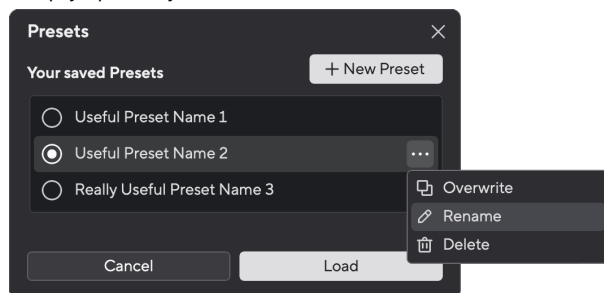 Presets
Your saved Presets
+ New Preset
Useful Preset Name 1
Useful Preset Name 2
Really Useful Preset Name 3
Overwrite
Rename
Delete
Cancel
Load